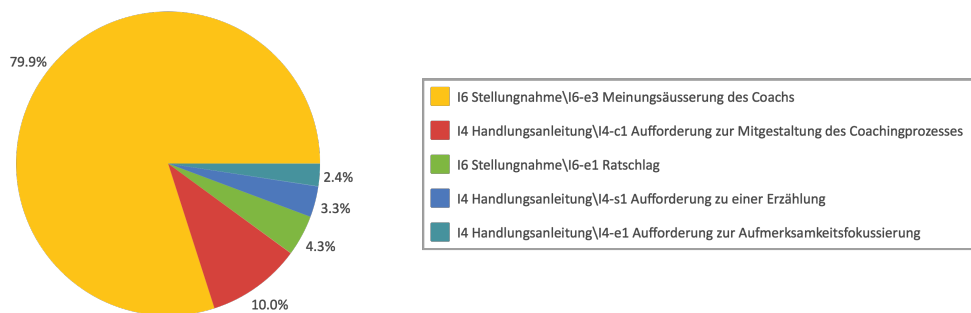 79.9%
2.4%
3.3%
4.3%
10.0%
I6 Stellungnahme\I6-e3 Meinungsäusserung des Coachs
I4 Handlungsanleitung\I4-c1 Aufforderung zur Mitgestaltung des Coachingprozesses
I6 Stellungnahme\I6-e1 Ratschlag
I4 Handlungsanleitung\I4-s1 Aufforderung zu einer Erzählung
I4 Handlungsanleitung\I4-e1 Aufforderung zur Aufmerksamkeitsfokussierung